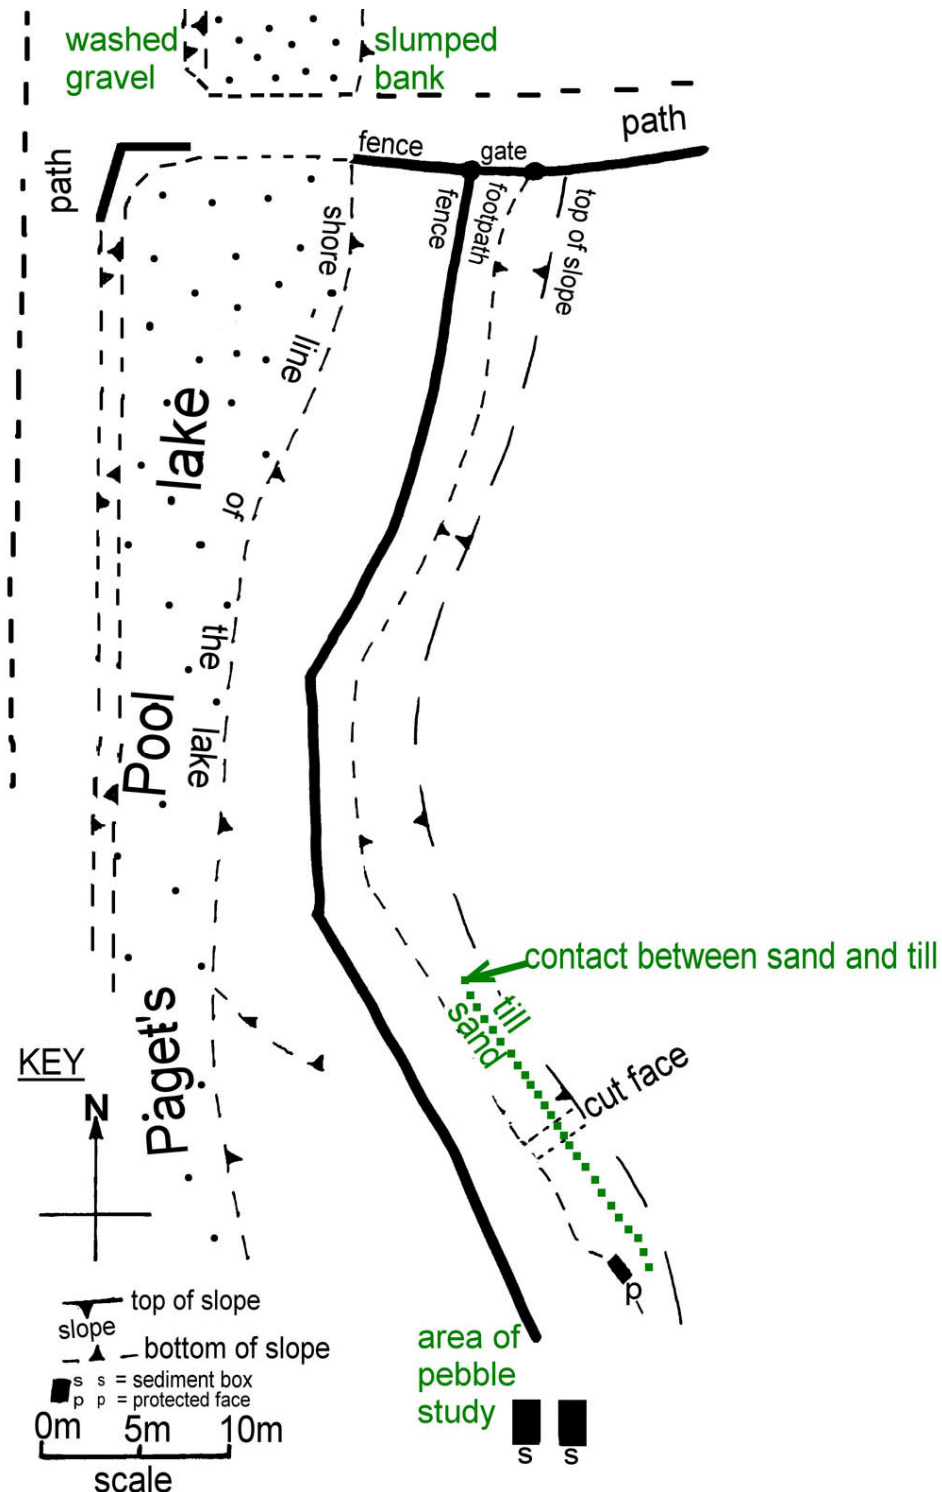 washed
gravel
slumped
bank
path
fence
gate
path
fence
footpath
top of slope
shore
line
of
the
lake
lake
Pool
Paget's
contact between sand and till
till
sand
cut face
KEY
N
p
top of slope
slope
bottom of slope
s s = sediment box
p p = protected face
0m 5m 10m
scale
area of
pebble
study
s s